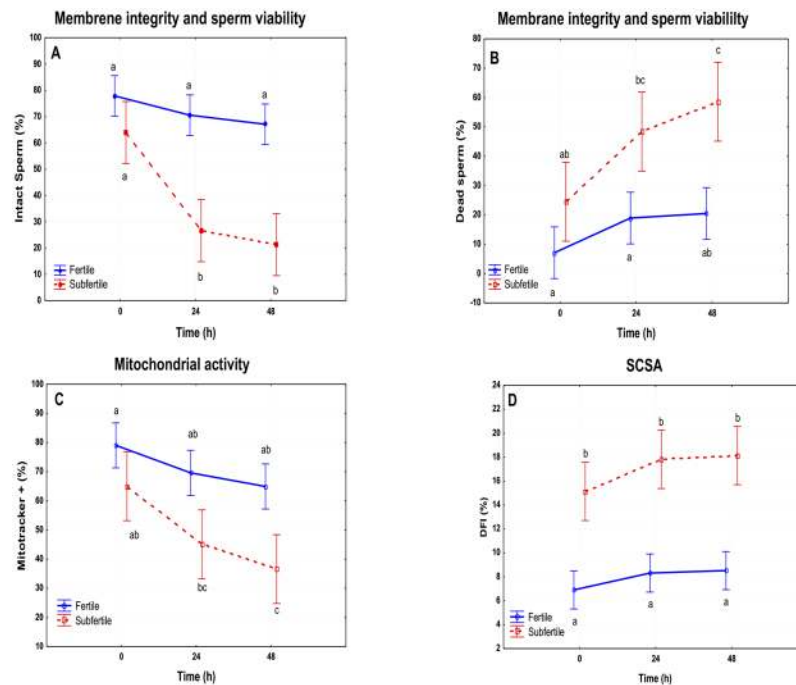 Membrene integrity and sperm viability
A
Intact Sperm (%)
100
90
80
70
60
50
40
30
20
10
0
a
a
a
a
b
b
Fertile
Subfertile
0
24
48
Time (h)
Membrane integrity and sperm viabililty
B
Dead sperm (%)
80
70
60
50
40
30
20
10
0
-10
ab
bc
c
a
a
ab
Fertile
Subfetile
0
24
48
Time (h)
Mitochondrial activity
C
Mitotracker + (%)
100
90
80
70
60
50
40
30
20
10
a
ab
ab
ab
bc
c
Fertile
Subfertile
0
24
48
Time (h)
SCSA
D
DFI (%)
24
22
20
18
16
14
12
10
8
6
4
2
b
b
b
a
a
a
Fertile
Subfertile
0
24
48
Time (h)